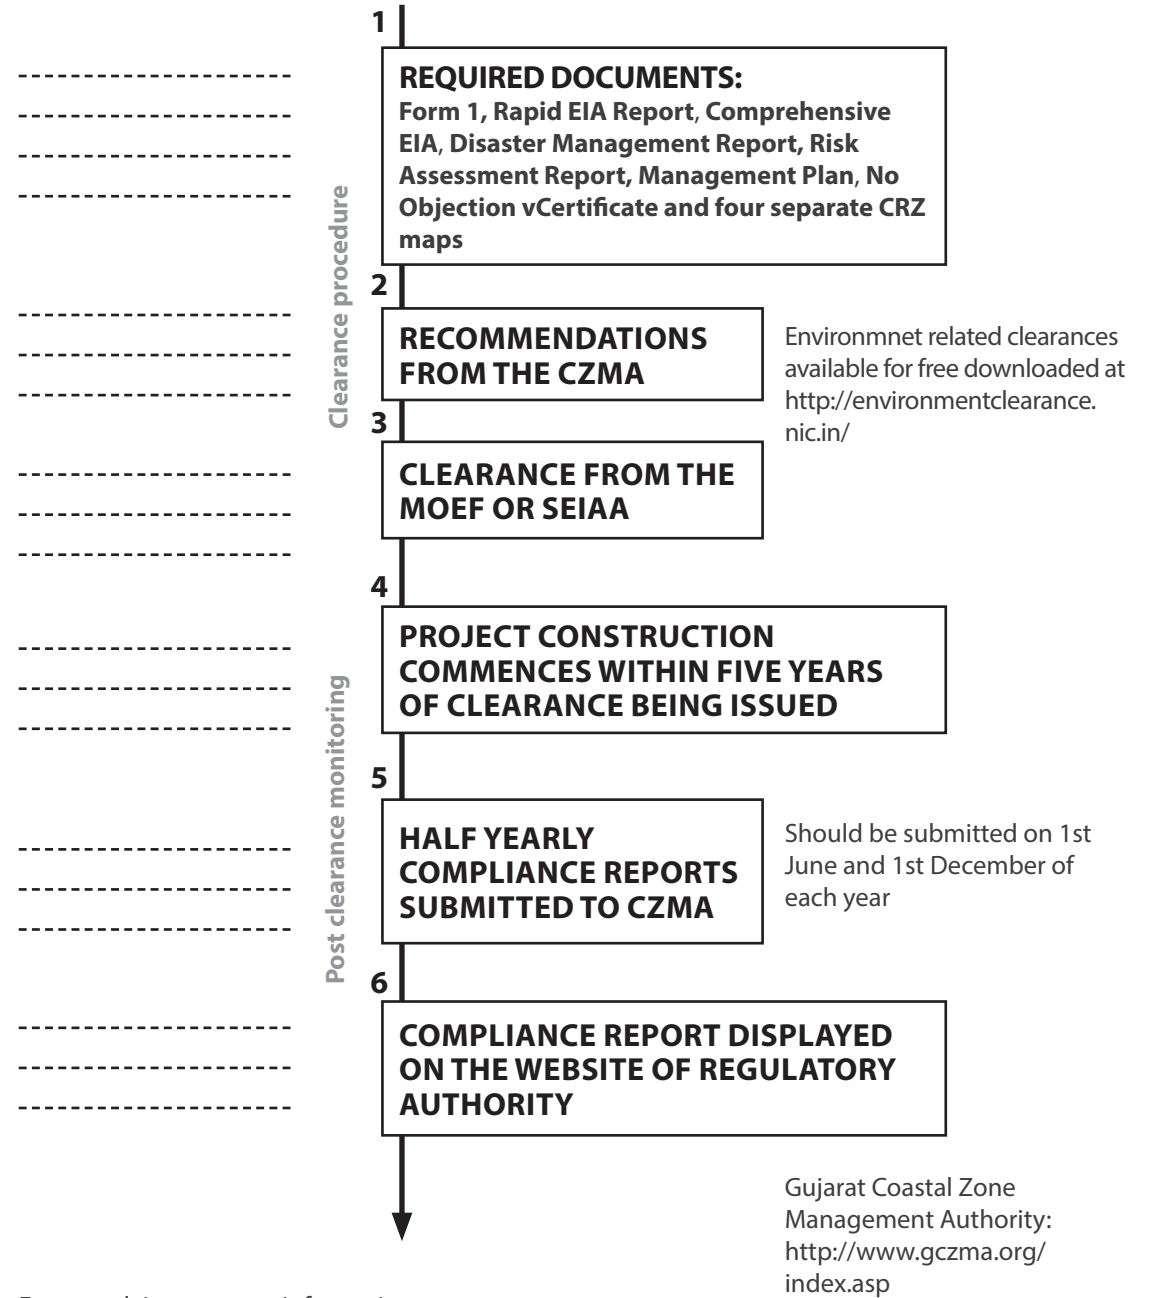 1
REQUIRED DOCUMENTS:
Form 1, Rapid EIA Report, Comprehensive
EIA, Disaster Management Report, Risk
Assessment Report, Management Plan, No
Objection vCertificate and four separate CRZ
maps
Clearance procedure
2
RECOMMENDATIONS
FROM THE CZMA
Environmnet related clearances
available for free downloaded at
http://environmentclearance.
nic.in/
3
CLEARANCE FROM THE
MOEF OR SEIAA
4
PROJECT CONSTRUCTION
COMMENCES WITHIN FIVE YEARS
OF CLEARANCE BEING ISSUED
Post clearance monitoring
5
HALF YEARLY
COMPLIANCE REPORTS
SUBMITTED TO CZMA
Should be submitted on 1st
June and 1st December of
each year
6
COMPLIANCE REPORT DISPLAYED
ON THE WEBSITE OF REGULATORY
AUTHORITY
Gujarat Coastal Zone
Management Authority:
http://www.gczma.org/
index.asp